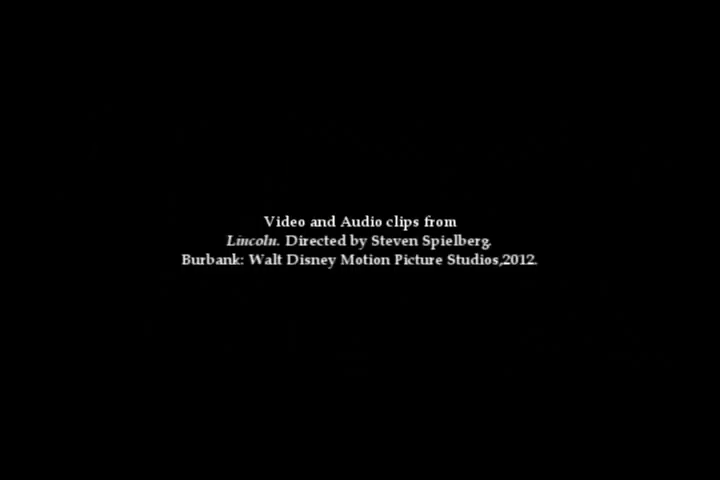 Video and Audio clips from
Lincoln. Directed by Steven Spielberg.
Burbank: Walt Disney Motion Picture Studios,2012.